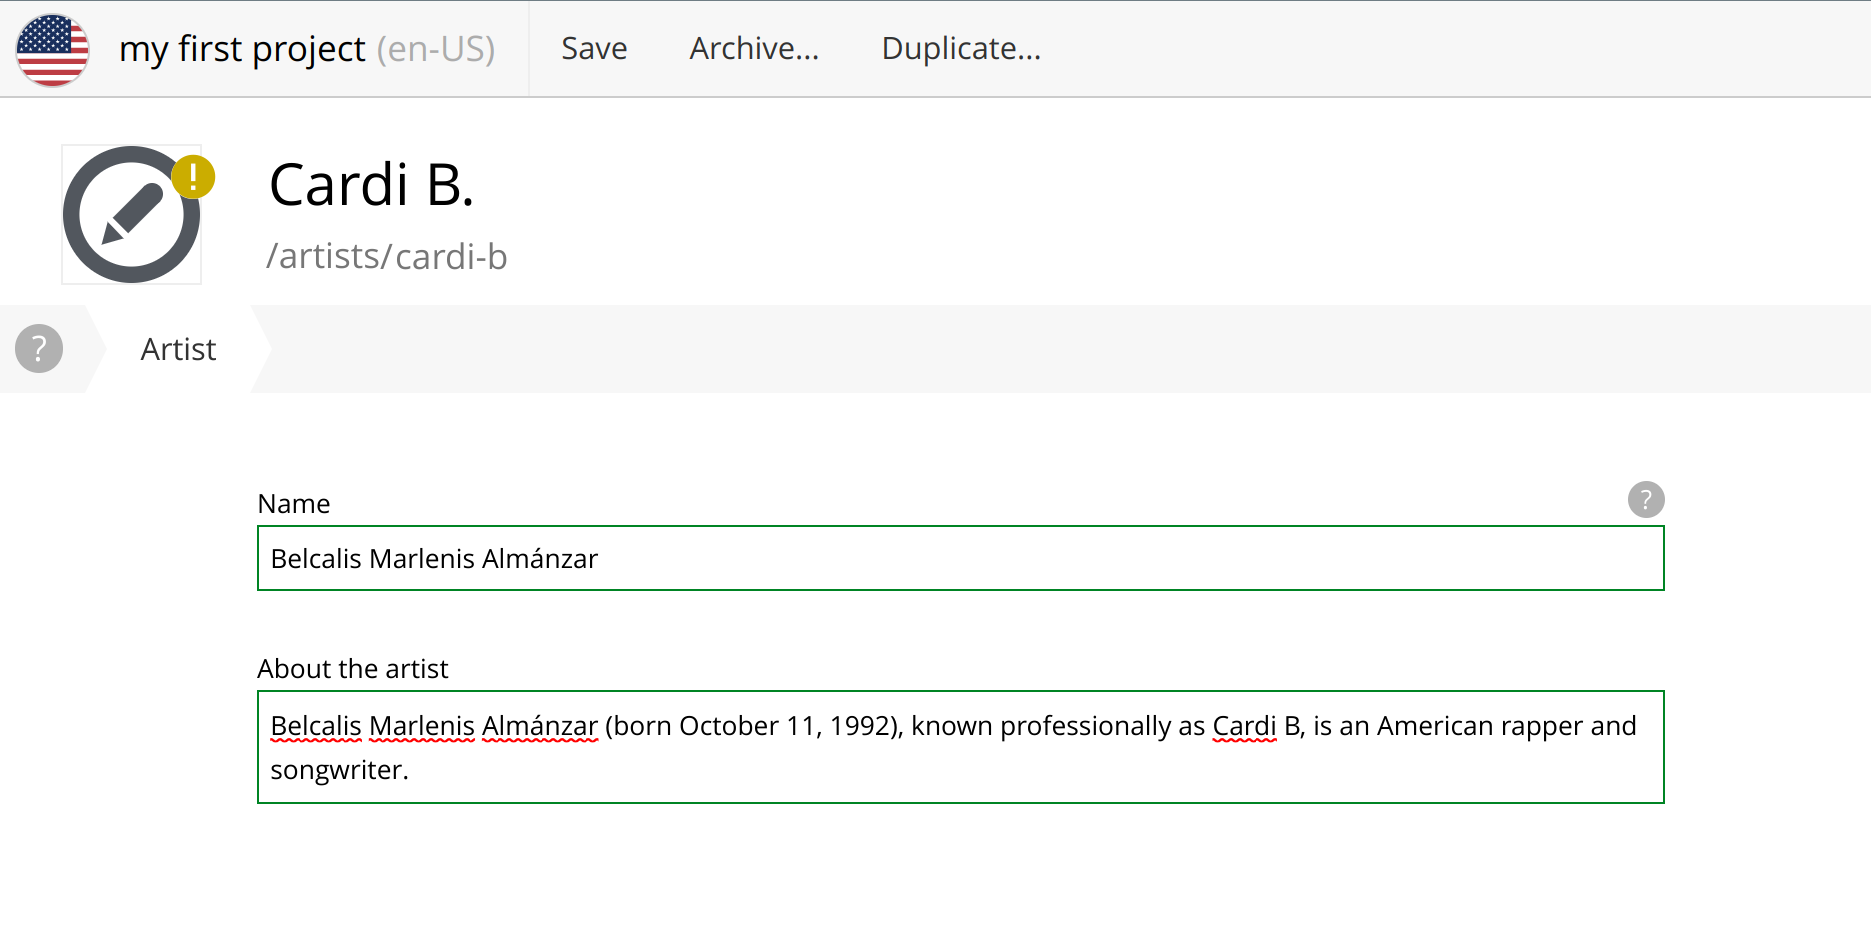 my first project (en-US) Save Archive... Duplicate...
!
Cardi B.
/artists/cardi-b
? Artist
Name ?
Belcalis Marlenis Almánzar
About the artist
Belcalis Marlenis Almánzar (born October 11, 1992), known professionally as Cardi B, is an American rapper and
songwriter.